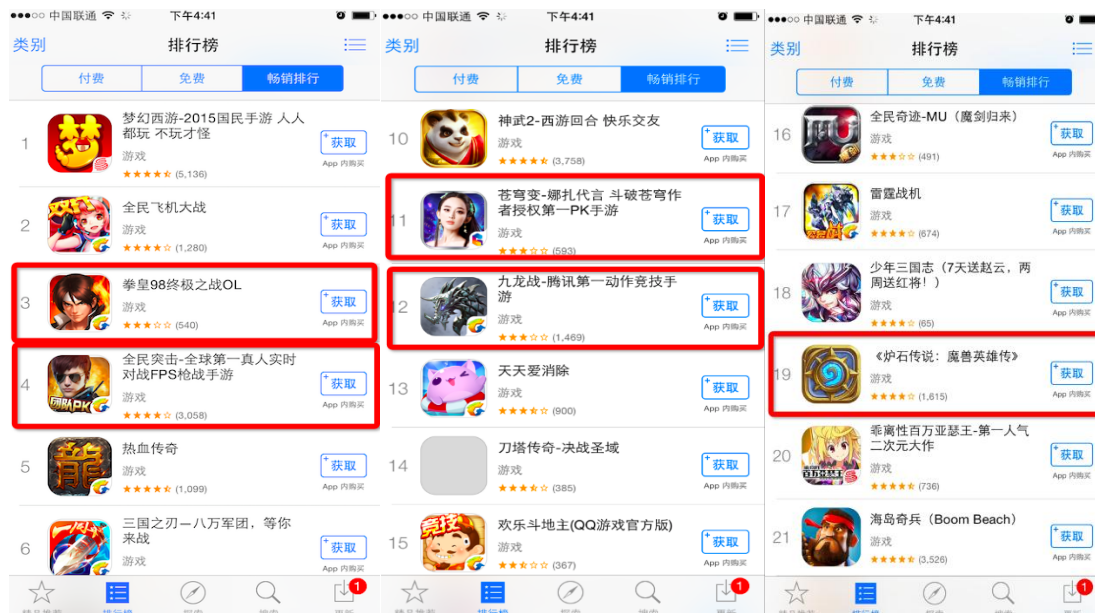 中国联通 下午4:41
类别 排行榜
付费 免费 畅销排行
1
梦幻西游-2015国民手游 人人
都玩 不玩才怪
游戏
(5,136)
获取
App 内购买
2
全民飞机大战
游戏
(1,280)
获取
App 内购买
3
拳皇98终极之战OL
游戏
(540)
获取
App 内购买
4
全民突击-全球第一真人实时
对战FPS枪战手游
游戏
(3,058)
团队PK
获取
App 内购买
5
热血传奇
游戏
(1,099)
获取
App 内购买
6
三国之刃—八万军团，等你
来战
游戏
获取
1
排行榜
中国联通 下午4:41
类别 排行榜
付费 免费 畅销排行
10
神武2-西游回合 快乐交友
游戏
(3,758)
获取
App 内购买
11
苍穹变-娜扎代言 斗破苍穹作
者授权第一PK手游
游戏
(593)
获取
App 内购买
12
九龙战-腾讯第一动作竞技手
游
游戏
(1,469)
获取
App 内购买
13
天天爱消除
游戏
(900)
获取
App 内购买
14
刀塔传奇-决战圣域
游戏
(385)
获取
App 内购买
15
欢乐斗地主(QQ游戏官方版)
游戏
(367)
竞技
获取
App 内购买
1
排行榜
中国联通 下午4:41
类别 排行榜
付费 免费 畅销排行
16
全民奇迹-MU（魔剑归来）
游戏
(491)
MU
获取
App 内购买
17
雷霆战机
游戏
(674)
获取
App 内购买
18
少年三国志（7天送赵云，两
周送红将！）
游戏
(65)
获取
App 内购买
19
《炉石传说：魔兽英雄传》
游戏
(1,615)
获取
App 内购买
20
乖离性百万亚瑟王-第一人气
二次元大作
游戏
(736)
获取
App 内购买
21
海岛奇兵（Boom Beach）
游戏
(3,526)
获取
App 内购买
1
排行榜